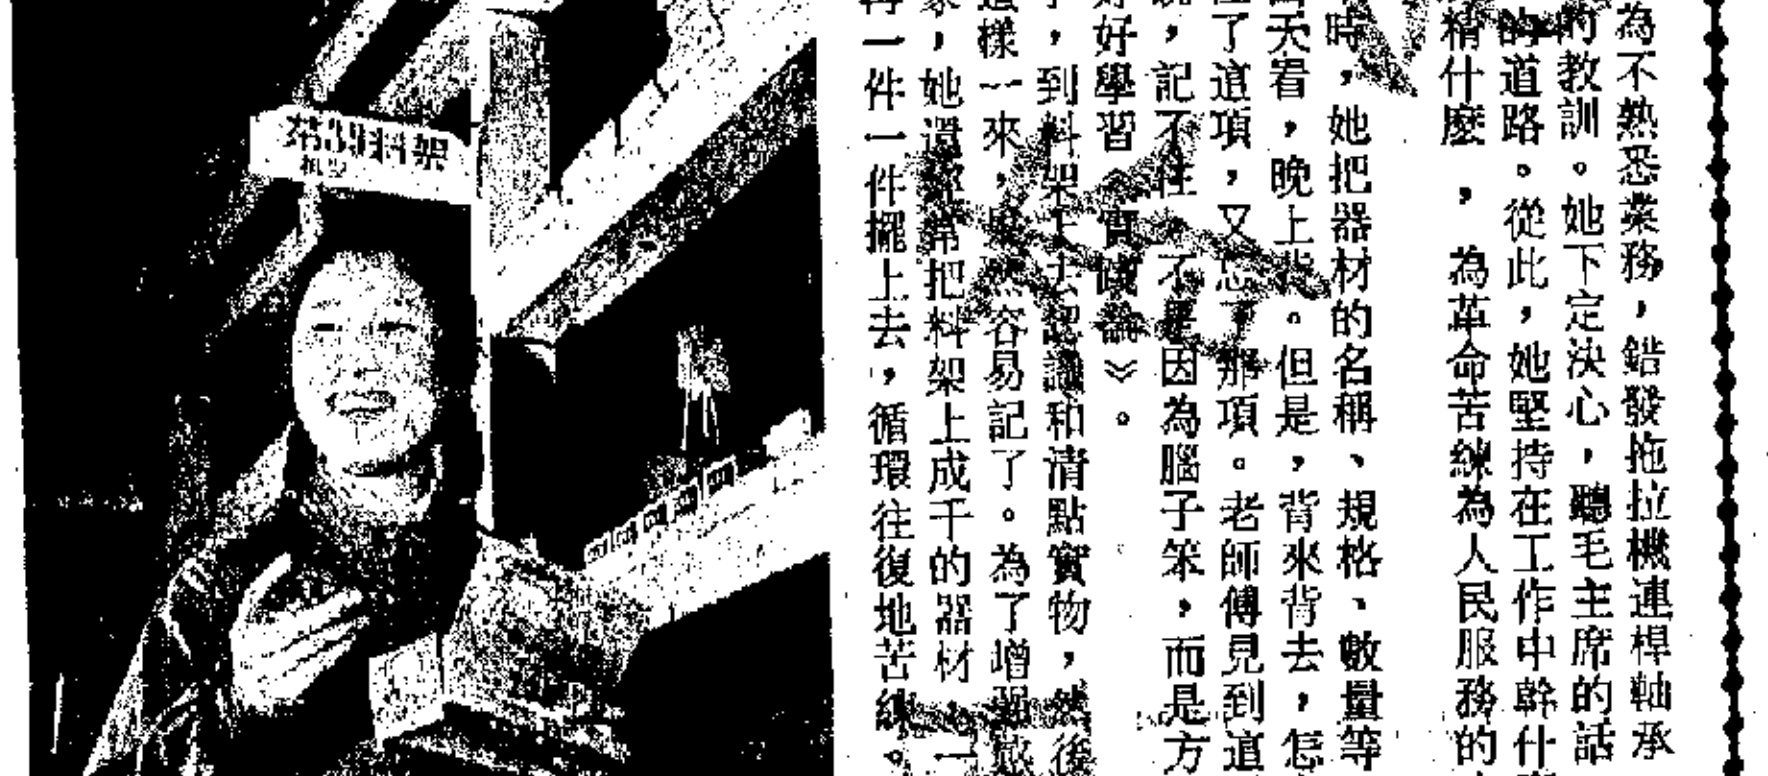 為不熟悉業務，錯發拖拉機連桿軸承
的教訓。她下定決心，聽毛主席的話
的道路。從此，她堅持在工作中幹什
精什麼，為革命苦練為人民服務的
時，她把器材的名稱、規格、數量等
天看，晚上背。但是，背來背去，怎
了這項，又忘了那項。老師傅見到這
，記不住，不是因為腦子笨，而是方
好學習《實踐論》。
，到料架上去認識和清點實物，然後
這樣一來，果然容易記了。為了增強感
，她還經常把料架上成千的器材，一
一件一件擺上去，循環往復地苦練。
料架